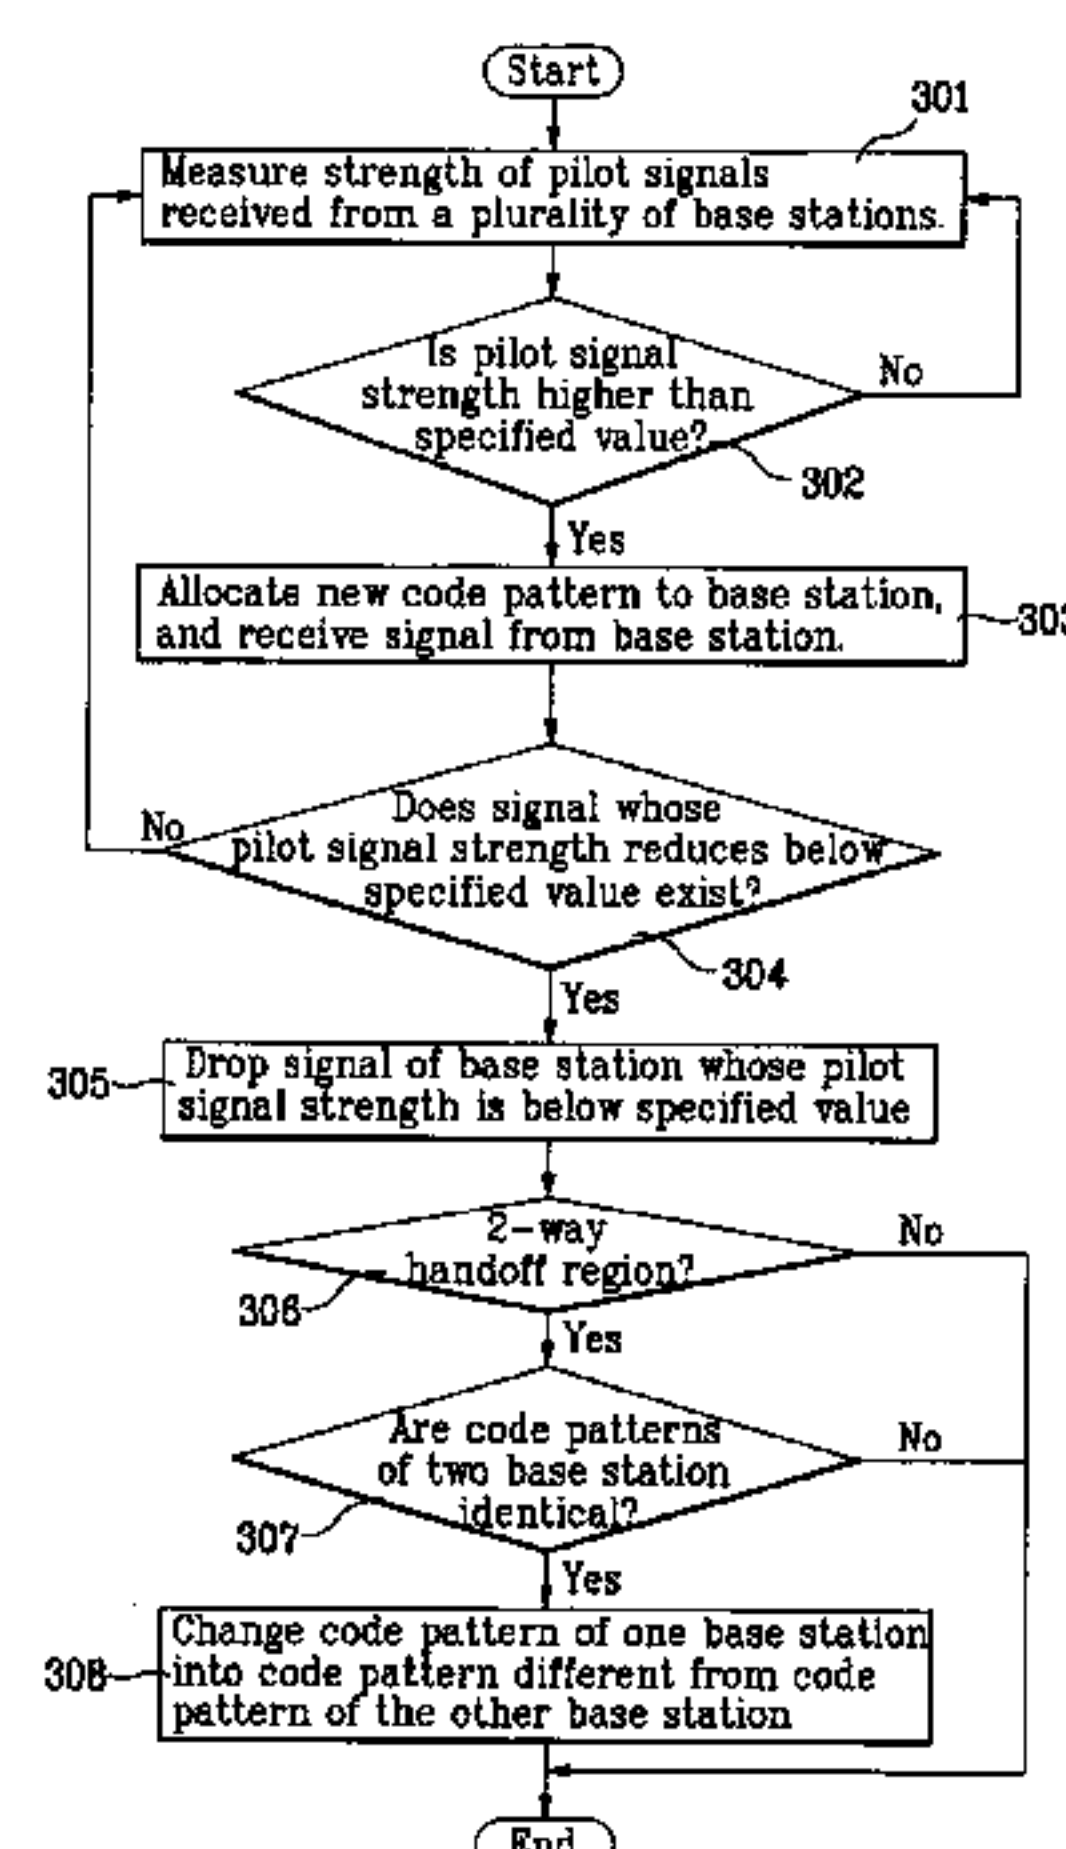 Start
301
Measure strength of pilot signals
received from a plurality of base stations.
Is pilot signal
strength higher than
specified value?
No
302
Yes
Allocate new code pattern to base station,
and receive signal from base station.
303
Does signal whose
No
pilot signal strength reduces below
specified value exist?
304
Yes
305
Drop signal of base station whose pilot
signal strength is below specified value
2-way
handoff region?
No
306
Yes
Are code patterns
of two base station
identical?
No
307
Yes
308
Change code pattern of one base station
into code pattern different from code
pattern of the other base station
End